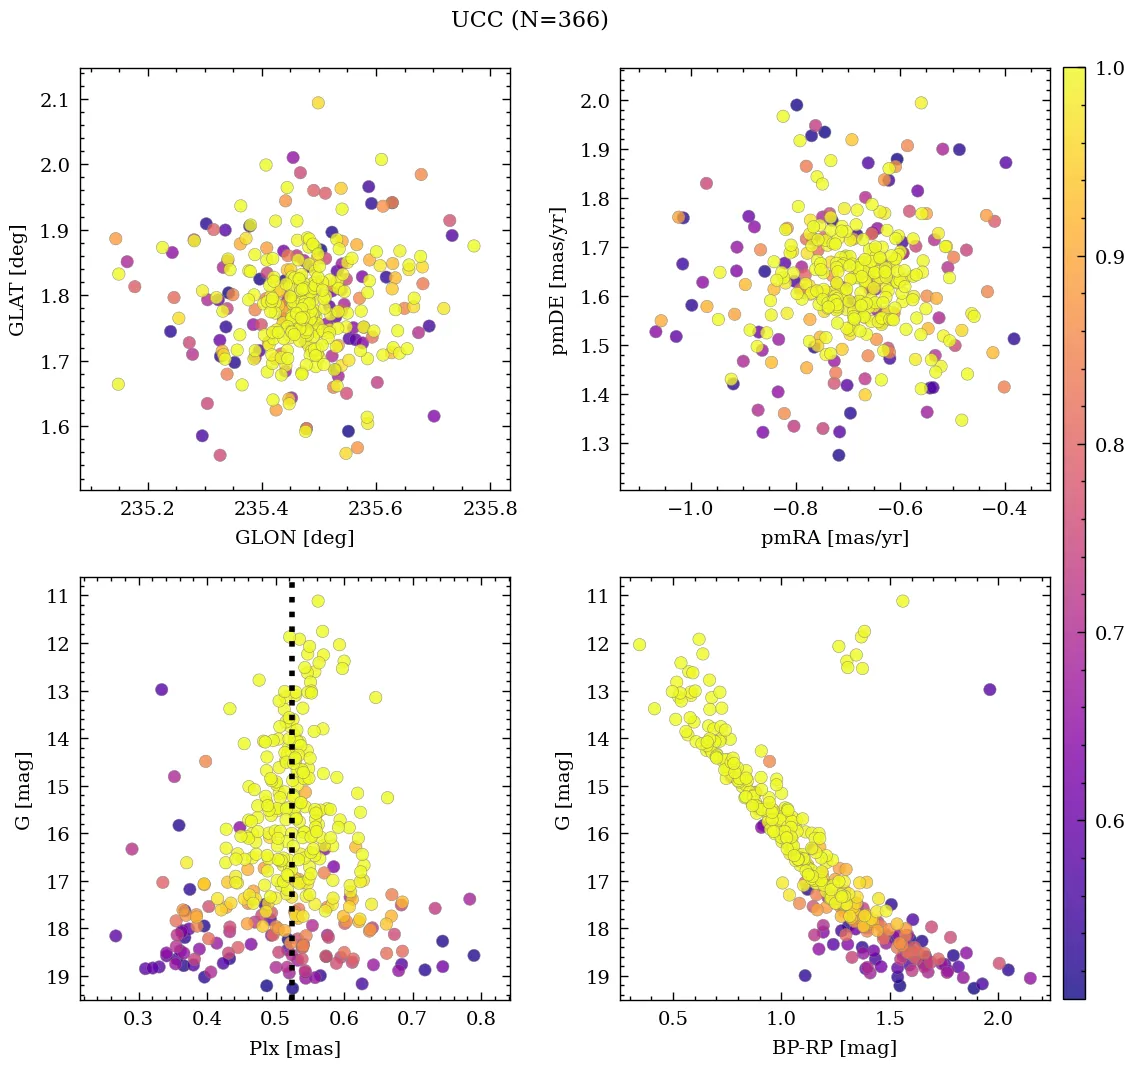 UCC (N=366)
2.1
2.0
1.9
1.8
1.7
1.6
GLAT [deg]
235.2 235.4 235.6 235.8
GLON [deg]
2.0
1.9
1.8
1.7
1.6
1.5
1.4
1.3
pmDE [mas/yr]
−1.0 −0.8 −0.6 −0.4
pmRA [mas/yr]
1.0
0.9
0.8
0.7
0.6
11
12
13
14
15
16
17
18
19
G [mag]
0.3 0.4 0.5 0.6 0.7 0.8
Plx [mas]
11
12
13
14
15
16
17
18
19
G [mag]
0.5 1.0 1.5 2.0
BP-RP [mag]